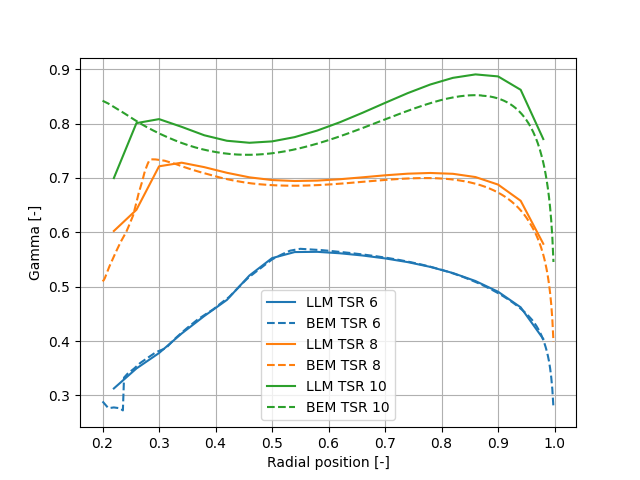 0.9
0.8
0.7
0.6
0.5
0.4
0.3
Gamma [-]
LLM TSR 6
BEM TSR 6
LLM TSR 8
BEM TSR 8
LLM TSR 10
BEM TSR 10
0.2 0.3 0.4 0.5 0.6 0.7 0.8 0.9 1.0
Radial position [-]